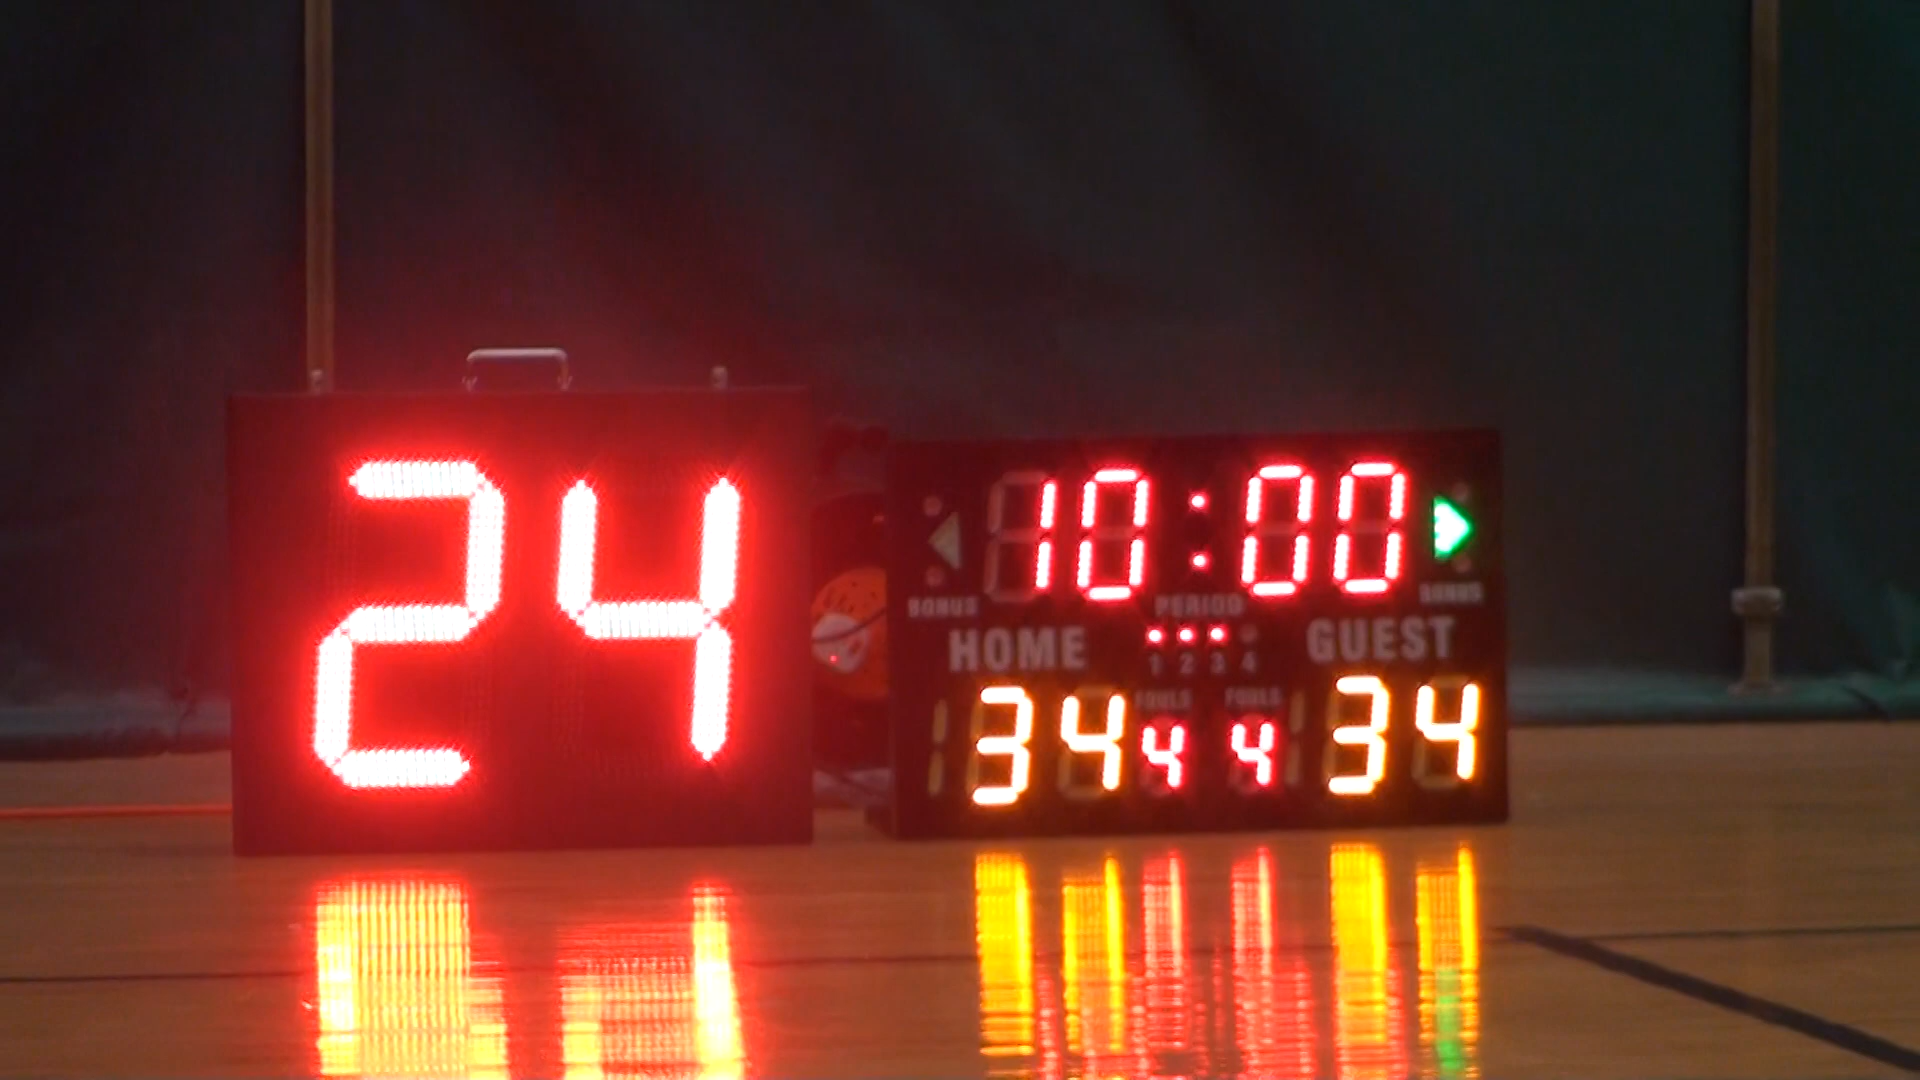 24
10:00
BONUS PERIOD BONUS
HOME GUEST
1 2 3 4
FOULS FOULS
34 4 4 34